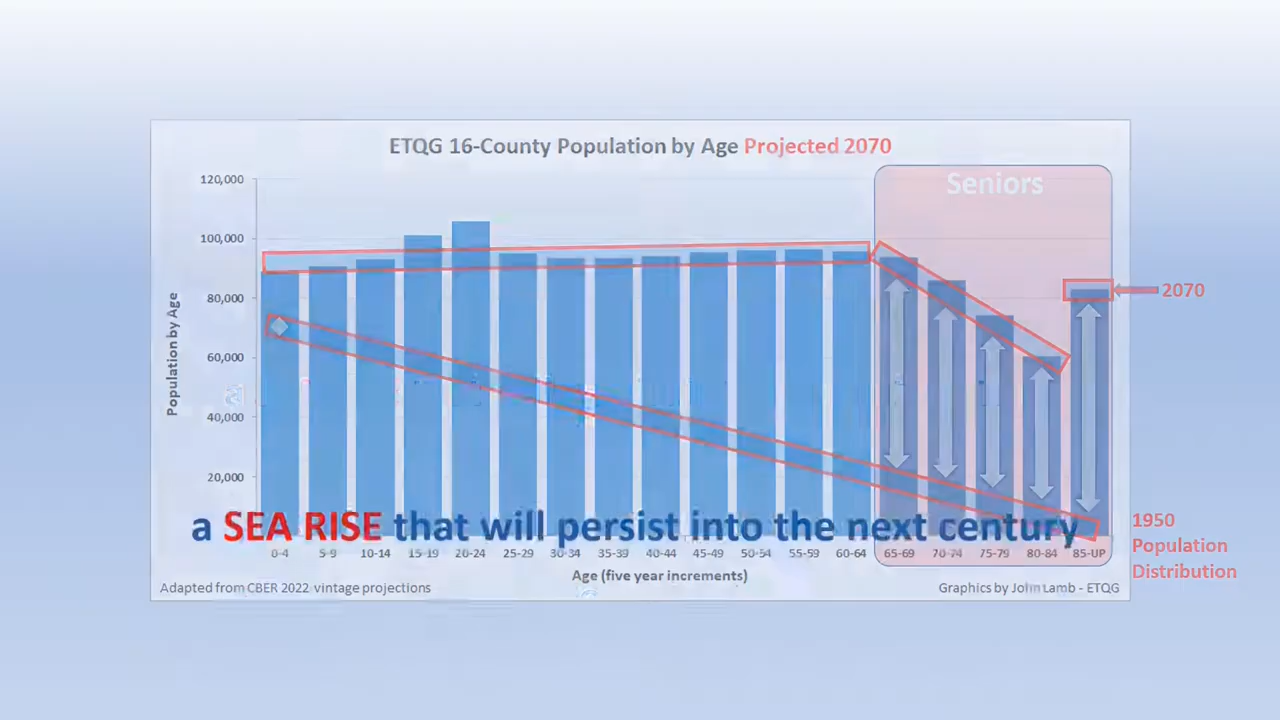 ETQG 16-County Population by Age Projected 2070
Seniors
120,000
100,000
80,000
60,000
40,000
20,000
Population by Age
2070
a SEA RISE that will persist into the next century
1950
Population
Distribution
0-4 5-9 10-14 15-19 20-24 25-29 30-34 35-39 40-44 45-49 50-54 55-59 60-64 65-69 70-74 75-79 80-84 85-UP
Age (five year increments)
Adapted from CBER 2022 vintage projections
Graphics by John Lamb - ETQG